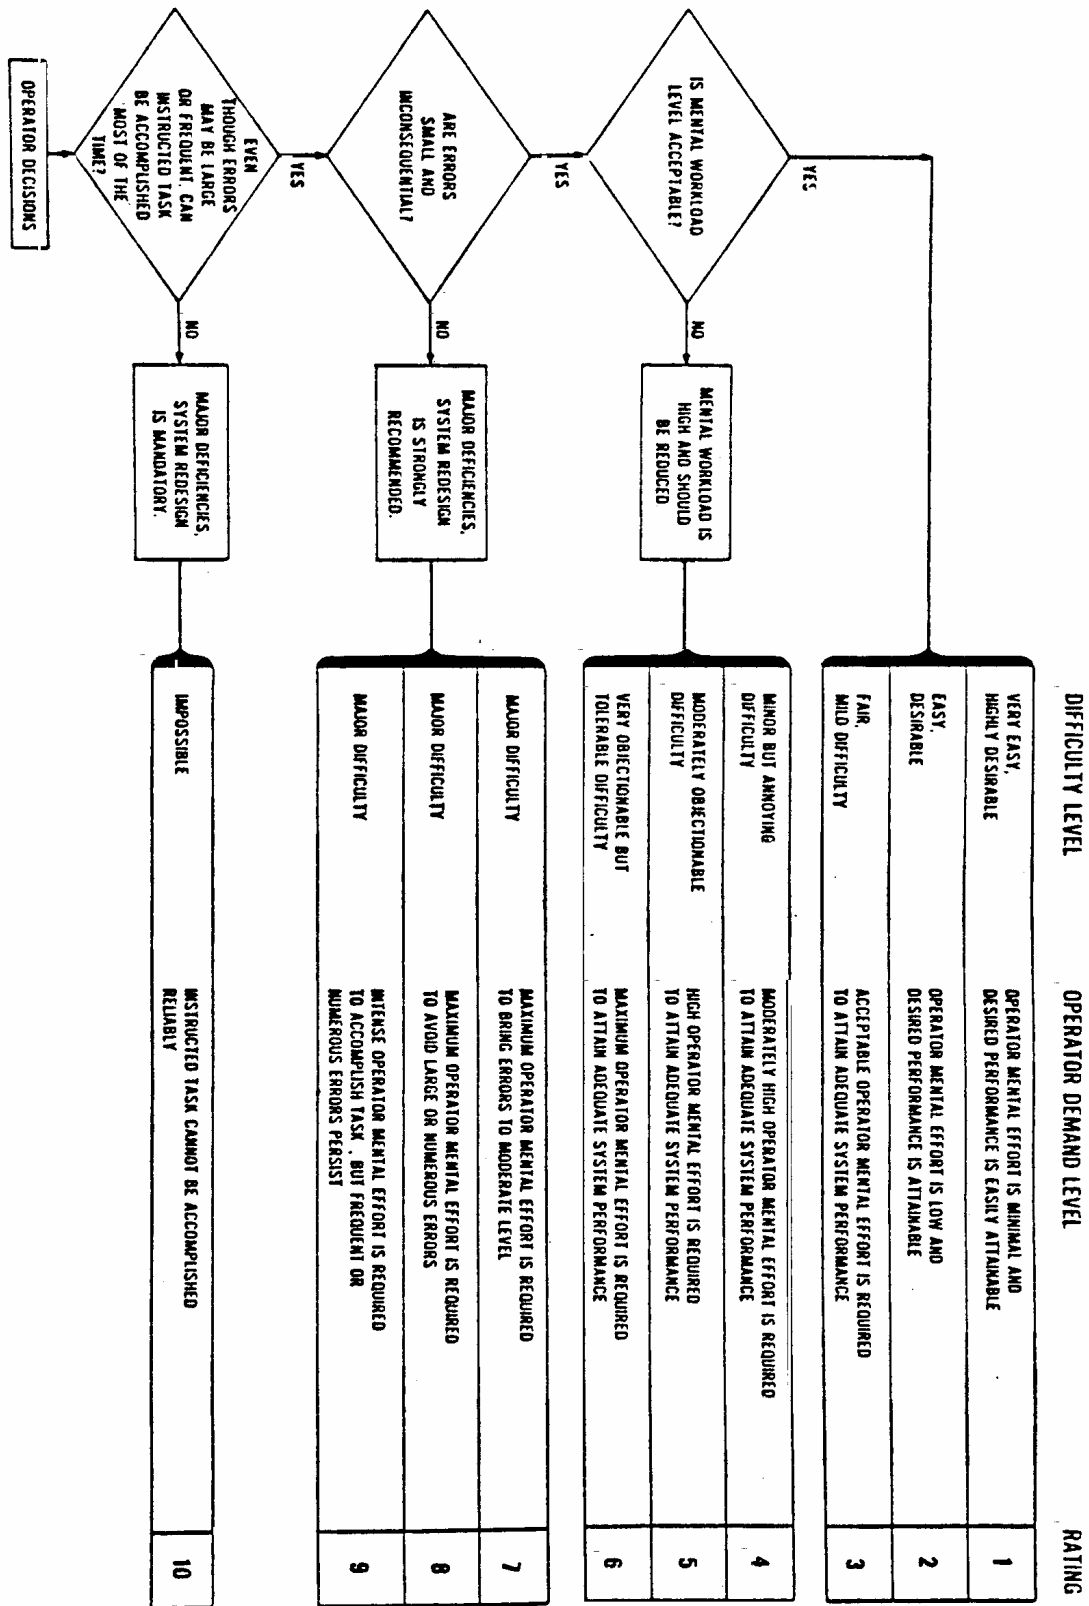 DIFFICULTY LEVEL
OPERATOR DEMAND LEVEL
RATING
VERY EASY,
HIGHLY DESIRABLE
OPERATOR MENTAL EFFORT IS MINIMAL AND
DESIRED PERFORMANCE IS EASILY ATTAINABLE
1
EASY,
DESIRABLE
OPERATOR MENTAL EFFORT IS LOW AND
DESIRED PERFORMANCE IS ATTAINABLE
2
FAIR,
MILD DIFFICULTY
ACCEPTABLE OPERATOR MENTAL EFFORT IS REQUIRED
TO ATTAIN ADEQUATE SYSTEM PERFORMANCE
3
YES
IS MENTAL WORKLOAD
LEVEL ACCEPTABLE?
NO
MENTAL WORKLOAD IS
HIGH AND SHOULD
BE REDUCED
MINOR BUT ANNOYING
DIFFICULTY
MODERATELY HIGH OPERATOR MENTAL EFFORT IS REQUIRED
TO ATTAIN ADEQUATE SYSTEM PERFORMANCE
4
MODERATELY OBJECTIONABLE
DIFFICULTY
HIGH OPERATOR MENTAL EFFORT IS REQUIRED
TO ATTAIN ADEQUATE SYSTEM PERFORMANCE
5
VERY OBJECTIONABLE BUT
TOLERABLE DIFFICULTY
MAXIMUM OPERATOR MENTAL EFFORT IS REQUIRED
TO ATTAIN ADEQUATE SYSTEM PERFORMANCE
6
YES
ARE ERRORS
SMALL AND
INCONSEQUENTIAL?
NO
MAJOR DEFICIENCIES,
SYSTEM REDESIGN
IS STRONGLY
RECOMMENDED.
MAJOR DIFFICULTY
MAXIMUM OPERATOR MENTAL EFFORT IS REQUIRED
TO BRING ERRORS TO MODERATE LEVEL
7
MAJOR DIFFICULTY
MAXIMUM OPERATOR MENTAL EFFORT IS REQUIRED
TO AVOID LARGE OR NUMEROUS ERRORS
8
MAJOR DIFFICULTY
INTENSE OPERATOR MENTAL EFFORT IS REQUIRED
TO ACCOMPLISH TASK, BUT FREQUENT OR
NUMEROUS ERRORS PERSIST
9
YES
EVEN
THOUGH ERRORS
MAY BE LARGE
OR FREQUENT, CAN
INSTRUCTED TASK
BE ACCOMPLISHED
MOST OF THE
TIME?
NO
MAJOR DEFICIENCIES,
SYSTEM REDESIGN
IS MANDATORY.
IMPOSSIBLE
INSTRUCTED TASK CANNOT BE ACCOMPLISHED
RELIABLY
10
OPERATOR DECISIONS